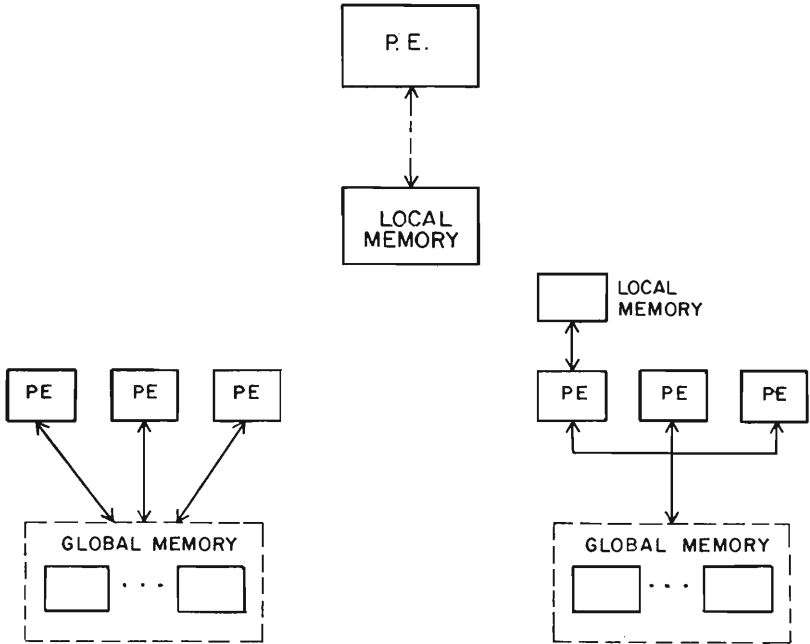 P.E.
LOCAL
MEMORY
LOCAL
MEMORY
PE PE PE
PE PE PE
GLOBAL MEMORY
. . .
GLOBAL MEMORY
. . .